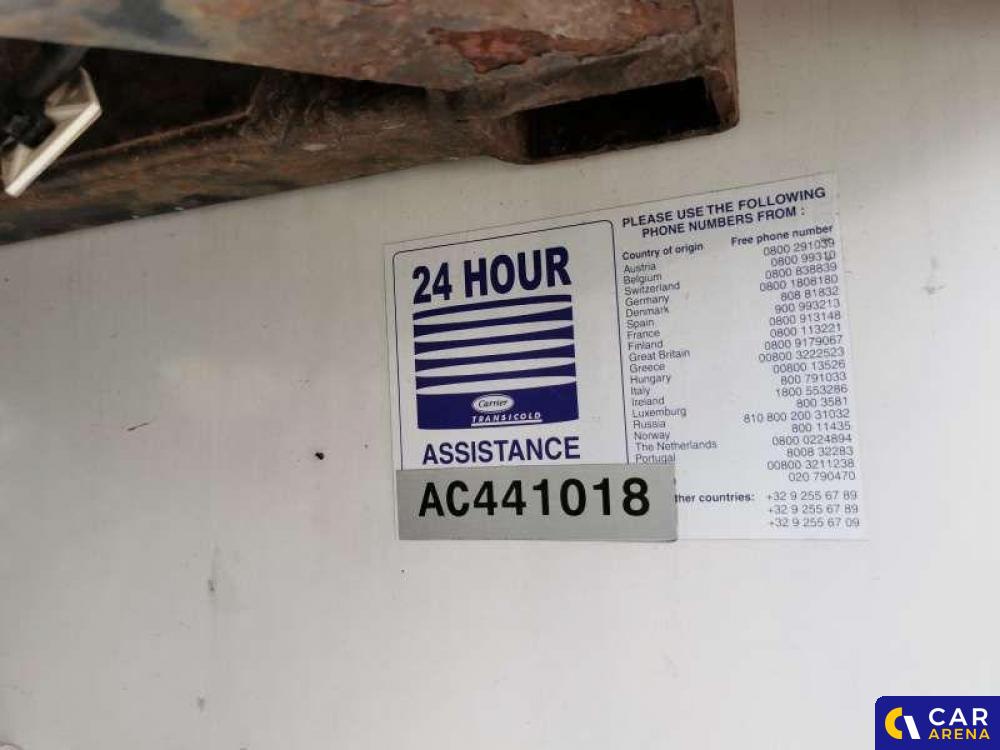 24 HOUR
Carrier
TRANSICOLD
ASSISTANCE
AC441018
PLEASE USE THE FOLLOWING
PHONE NUMBERS FROM :
Country of origin Free phone number
Austria 0800 291039
Belgium 0800 99310
Switzerland 0800 838839
Germany 0800 1808180
Denmark 808 81832
Spain 900 993213
France 0800 913148
Finland 0800 113221
Great Britain 0800 9179067
Greece 00800 3222523
Hungary 00800 13526
Italy 800 791033
Ireland 1800 553286
Luxemburg 800 3581
Russia 810 800 200 31032
Norway 800 11435
The Netherlands 0800 0224894
Portugal 8008 32283
00800 3211238
020 790470
ther countries: +32 9 255 67 89
+32 9 255 67 89
+32 9 255 67 09
CAR
ARENA